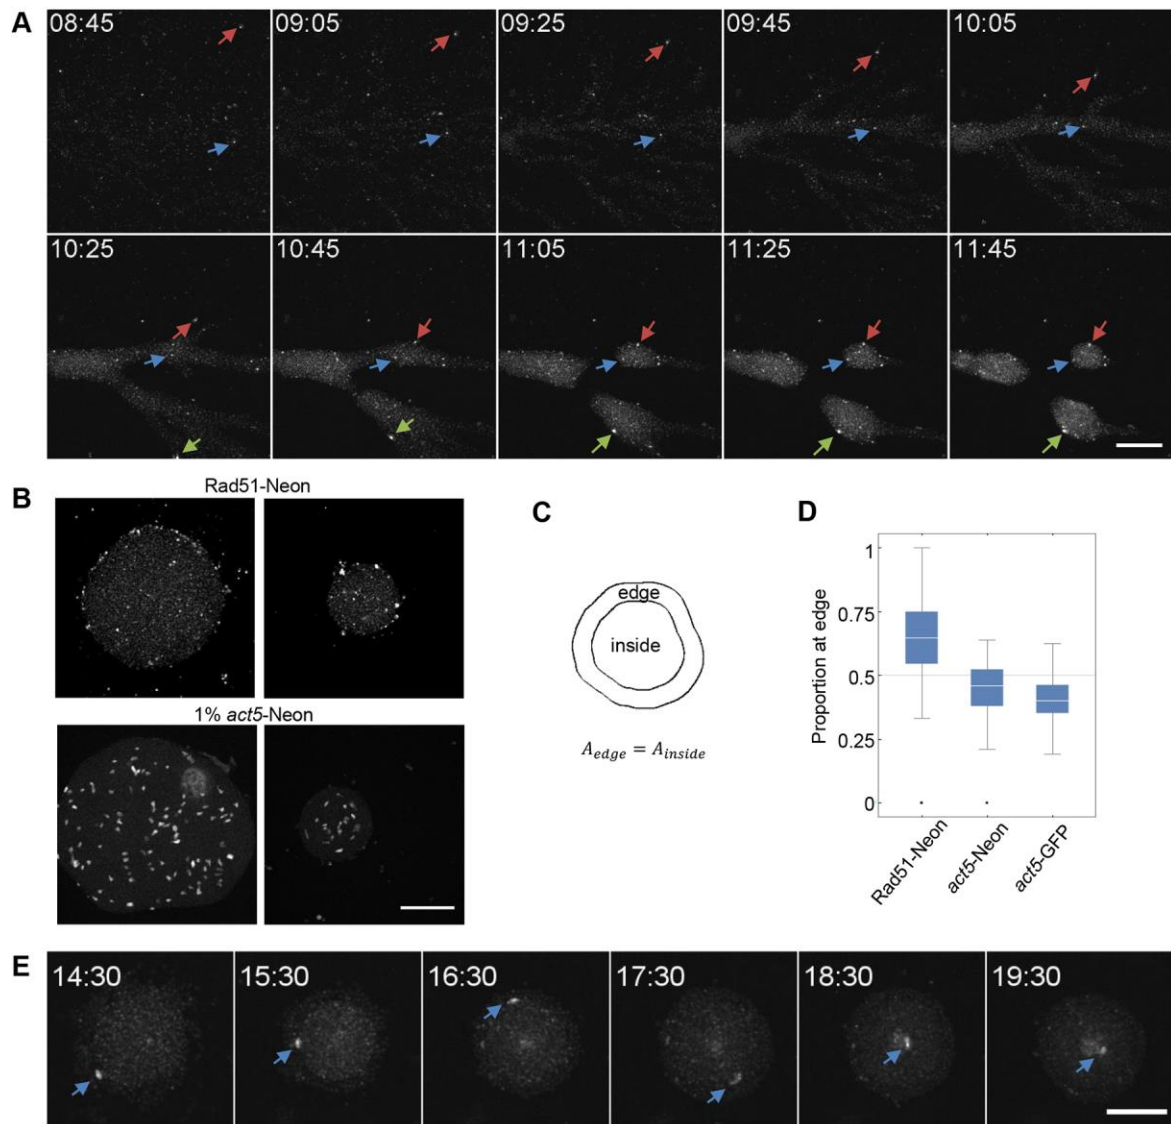 A
08:45 09:05 09:25 09:45 10:05
10:25 10:45 11:05 11:25 11:45
B
Rad51-Neon
1% act5-Neon
C
edge
inside
A_edge = A_inside
D
Proportion at edge
1
0.75
0.5
0.25
0
Rad51-Neon
act5-Neon
act5-GFP
E
14:30 15:30 16:30 17:30 18:30 19:30